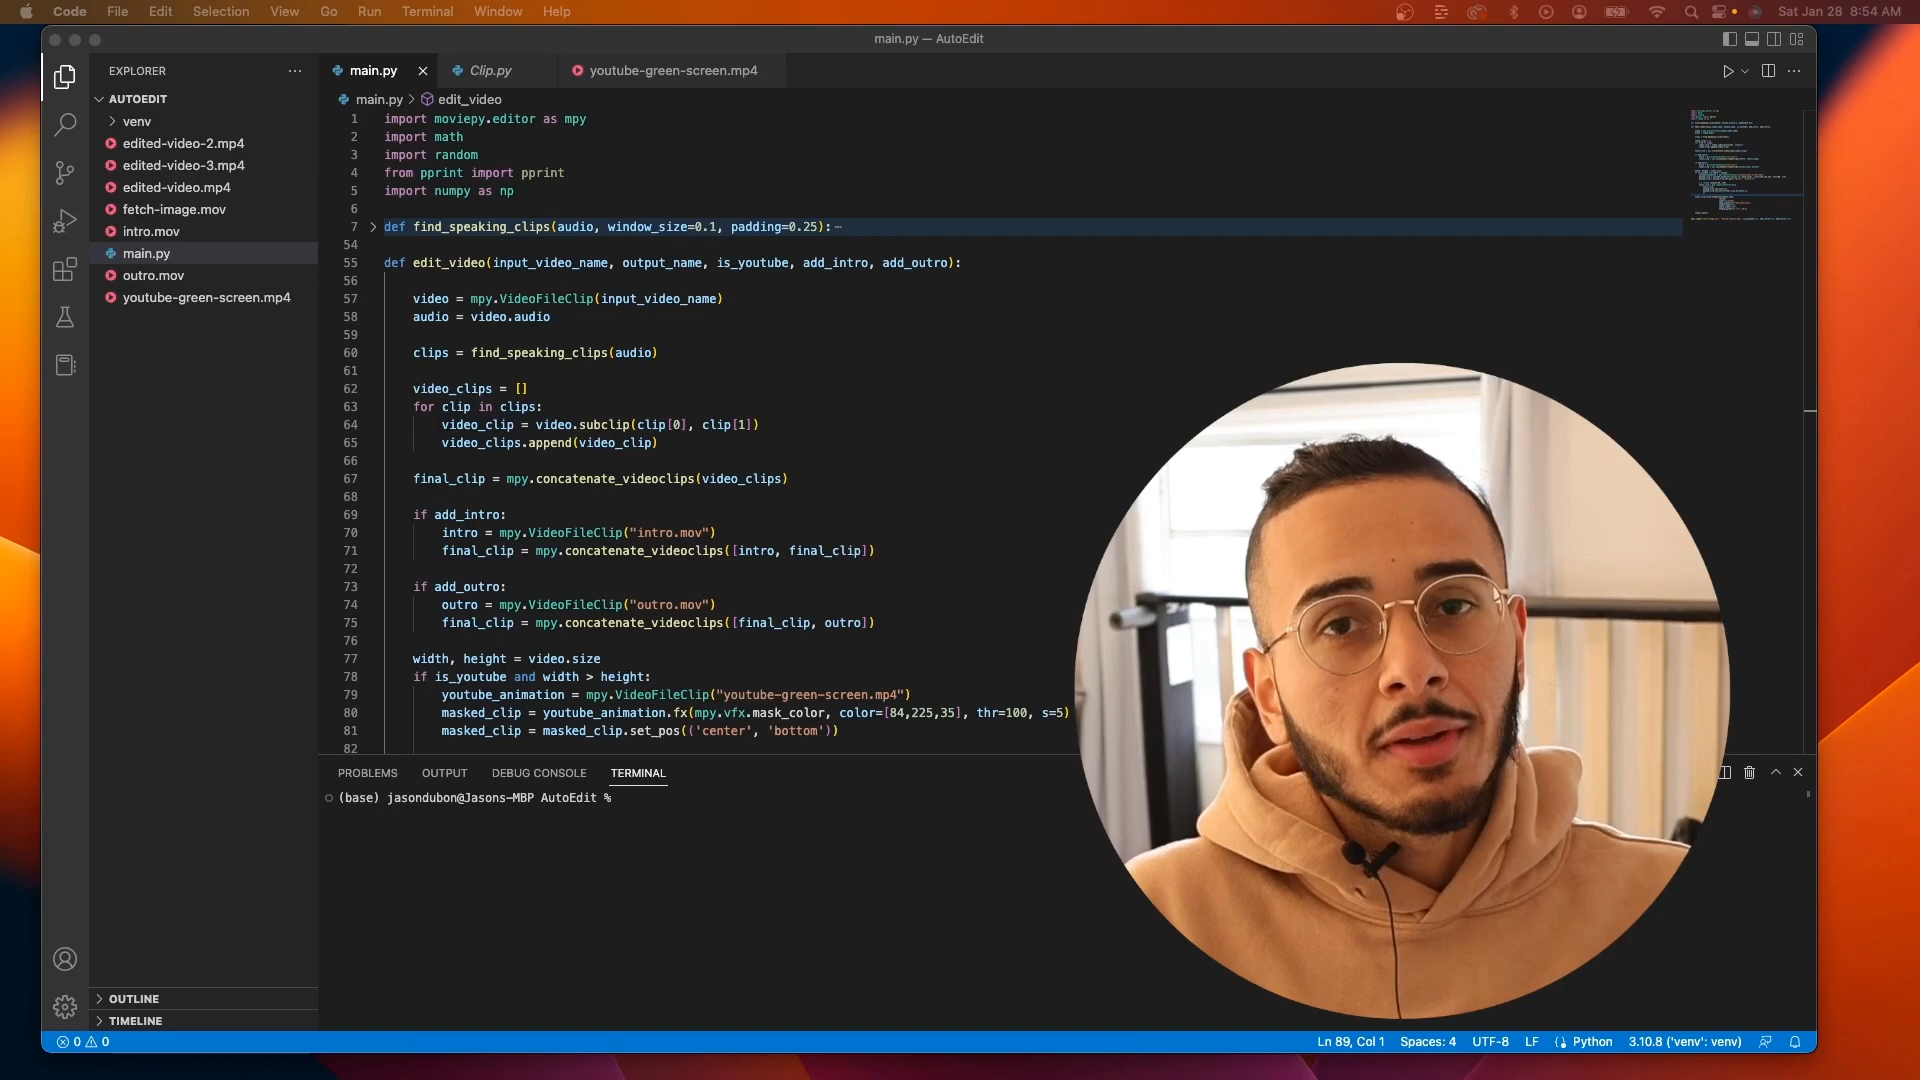 Code File Edit Selection View Go Run Terminal Window Help Sat Jan 28 8:54 AM
main.py — AutoEdit
EXPLORER
AUTOEDIT
venv
edited-video-2.mp4
edited-video-3.mp4
edited-video.mp4
fetch-image.mov
intro.mov
main.py
outro.mov
youtube-green-screen.mp4
OUTLINE
TIMELINE
main.py Clip.py youtube-green-screen.mp4
main.py > edit_video
1 import moviepy.editor as mpy
2 import math
3 import random
4 from pprint import pprint
5 import numpy as np
6
7 def find_speaking_clips(audio, window_size=0.1, padding=0.25):
54
55 def edit_video(input_video_name, output_name, is_youtube, add_intro, add_outro):
56
57 video = mpy.VideoFileClip(input_video_name)
58 audio = video.audio
59
60 clips = find_speaking_clips(audio)
61
62 video_clips = []
63 for clip in clips:
64 video_clip = video.subclip(clip[0], clip[1])
65 video_clips.append(video_clip)
66
67 final_clip = mpy.concatenate_videoclips(video_clips)
68
69 if add_intro:
70 intro = mpy.VideoFileClip("intro.mov")
71 final_clip = mpy.concatenate_videoclips([intro, final_clip])
72
73 if add_outro:
74 outro = mpy.VideoFileClip("outro.mov")
75 final_clip = mpy.concatenate_videoclips([final_clip, outro])
76
77 width, height = video.size
78 if is_youtube and width > height:
79 youtube_animation = mpy.VideoFileClip("youtube-green-screen.mp4")
80 masked_clip = youtube_animation.fx(mpy.vfx.mask_color, color=[84,225,35], thr=100, s=5)
81 masked_clip = masked_clip.set_pos(('center', 'bottom'))
82
PROBLEMS OUTPUT DEBUG CONSOLE TERMINAL
(base) jasondubon@Jasons-MBP AutoEdit %
0 0 Ln 89, Col 1 Spaces: 4 UTF-8 LF Python 3.10.8 ('venv': venv)